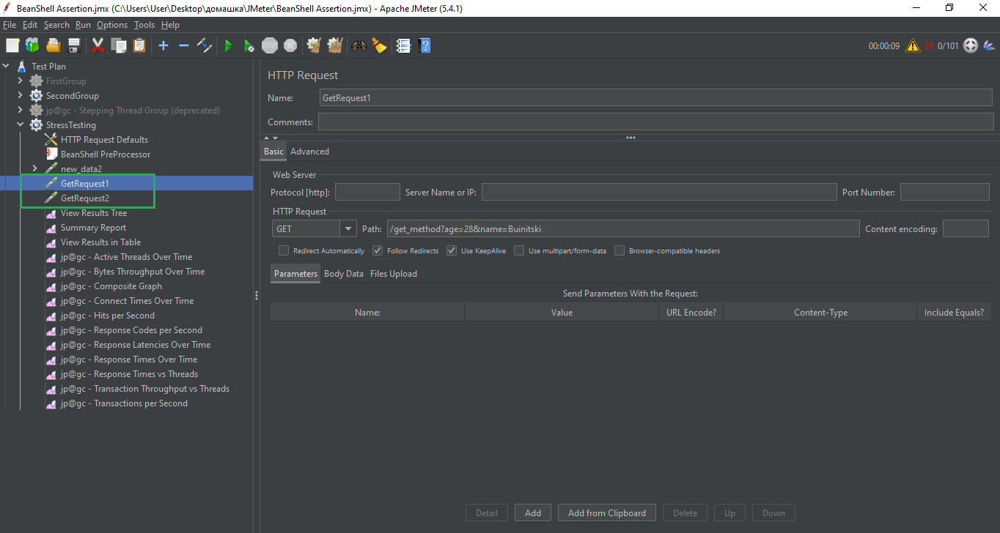 BeanShell Assertion.jmx (C:\Users\User\Desktop\домашка\JMeter\BeanShell Assertion.jmx) - Apache JMeter (5.4.1)
File Edit Search Run Options Tools Help
STOP
00:00:09 28 0/101
Test Plan
FirstGroup
SecondGroup
jp@gc - Stepping Thread Group (deprecated)
StressTesting
HTTP Request Defaults
BeanShell PreProcessor
new_data2
GetRequest1
GetRequest2
View Results Tree
Summary Report
View Results in Table
jp@gc - Active Threads Over Time
jp@gc - Bytes Throughput Over Time
jp@gc - Composite Graph
jp@gc - Connect Times Over Time
jp@gc - Hits per Second
jp@gc - Response Codes per Second
jp@gc - Response Latencies Over Time
jp@gc - Response Times Over Time
jp@gc - Response Times vs Threads
jp@gc - Transaction Throughput vs Threads
jp@gc - Transactions per Second
HTTP Request
Name: GetRequest1
Comments:
Basic Advanced
Web Server
Protocol [http]: Server Name or IP: Port Number:
HTTP Request
GET Path: /get_method?age=28&name=Buinitski Content encoding:
Redirect Automatically Follow Redirects Use KeepAlive Use multipart/form-data Browser-compatible headers
Parameters Body Data Files Upload
Send Parameters With the Request:
Name: Value URL Encode? Content-Type Include Equals?
Detail Add Add from Clipboard Delete Up Down